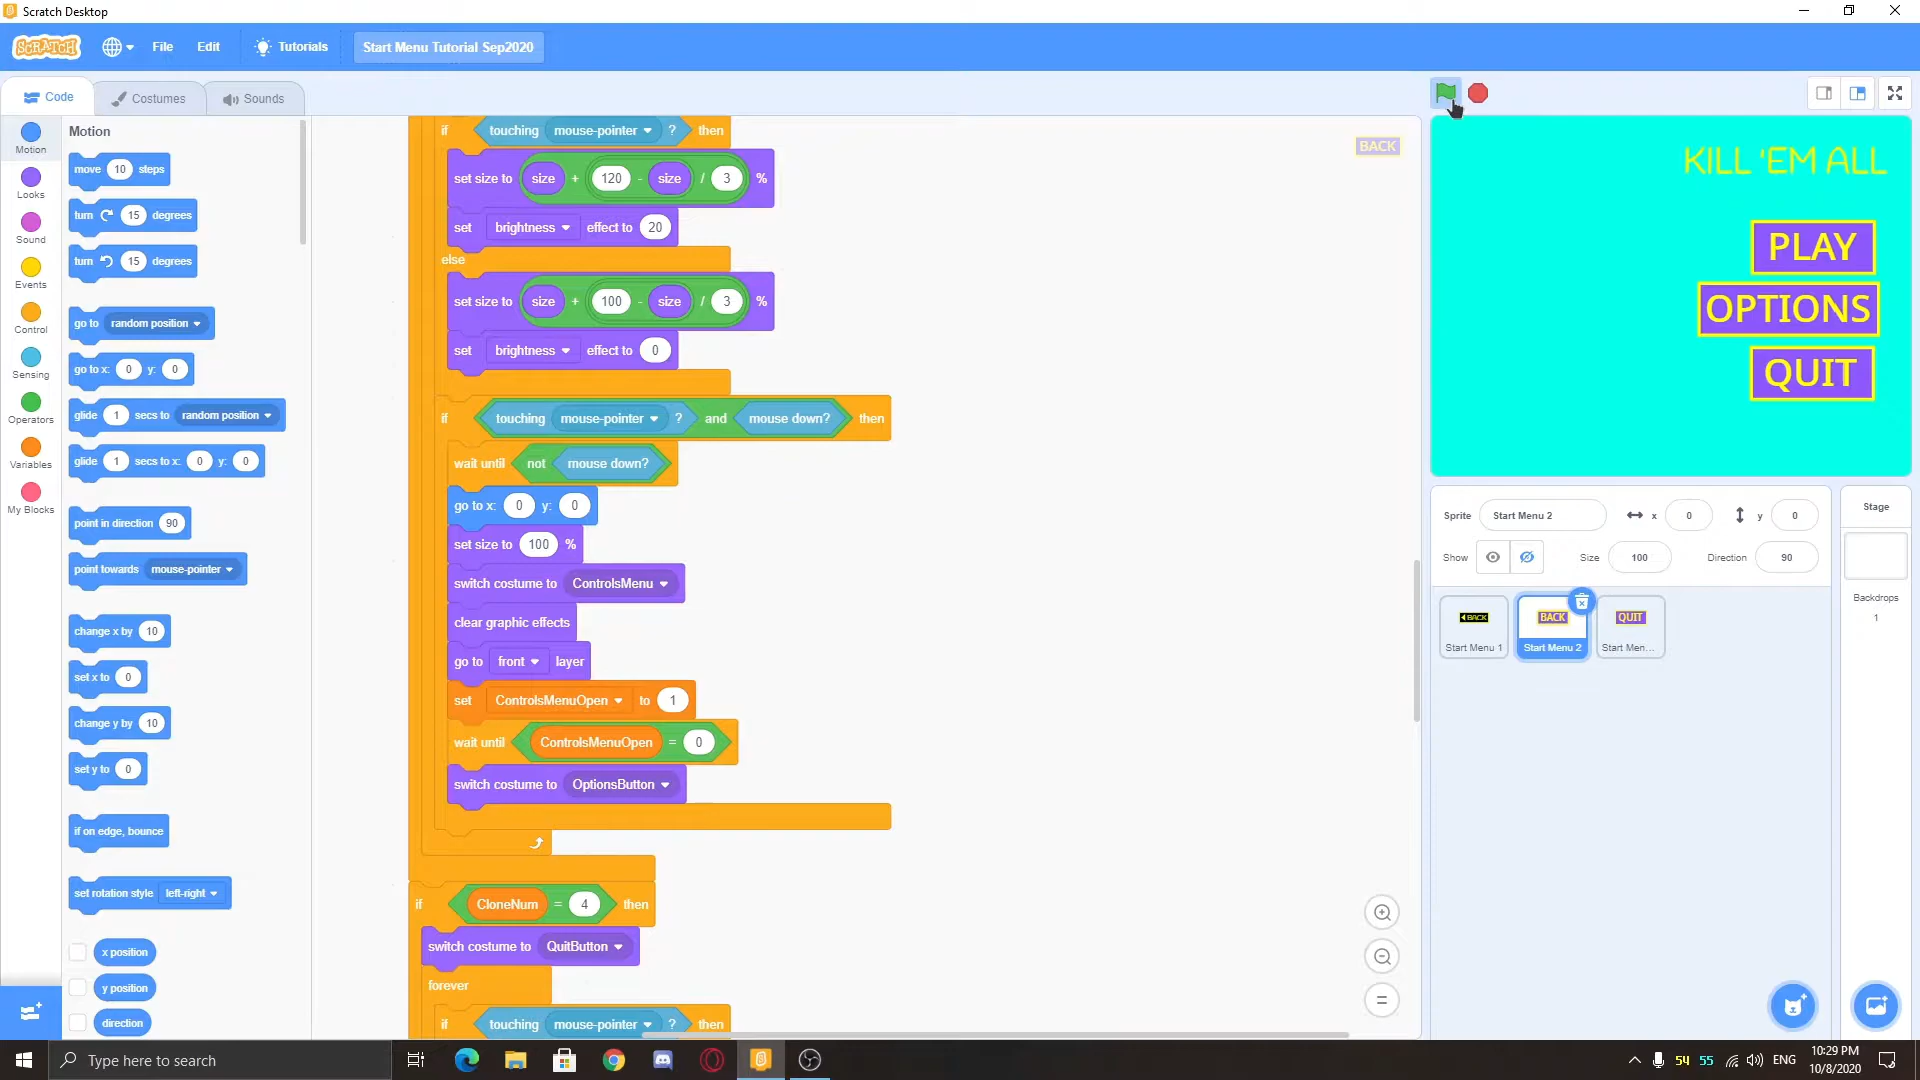 Scratch Desktop
SCRATCH File Edit Tutorials Start Menu Tutorial Sep2020
Code Costumes Sounds
Motion
Looks
Sound
Events
Control
Sensing
Operators
Variables
My Blocks
Motion
move 10 steps
turn 15 degrees
turn 15 degrees
go to random position
go to x: 0 y: 0
glide 1 secs to random position
glide 1 secs to x: 0 y: 0
point in direction 90
point towards mouse-pointer
change x by 10
set x to 0
change y by 10
set y to 0
if on edge, bounce
set rotation style left-right
x position
y position
direction
if touching mouse-pointer ? then
set size to size + 120 - size / 3 %
set brightness effect to 20
else
set size to size + 100 - size / 3 %
set brightness effect to 0
if touching mouse-pointer ? and mouse down? then
wait until not mouse down?
go to x: 0 y: 0
set size to 100 %
switch costume to ControlsMenu
clear graphic effects
go to front layer
set ControlsMenuOpen to 1
wait until ControlsMenuOpen = 0
switch costume to OptionsButton
if CloneNum = 4 then
switch costume to QuitButton
forever
if touching mouse-pointer ? then
BACK
KILL 'EM ALL
PLAY
OPTIONS
QUIT
Sprite Start Menu 2 x 0 y 0
Show Size 100 Direction 90
BACK
Start Menu 1
BACK
Start Menu 2
QUIT
Start Men...
Stage
Backdrops
1
Type here to search
54 55 ENG
10:29 PM
10/8/2020